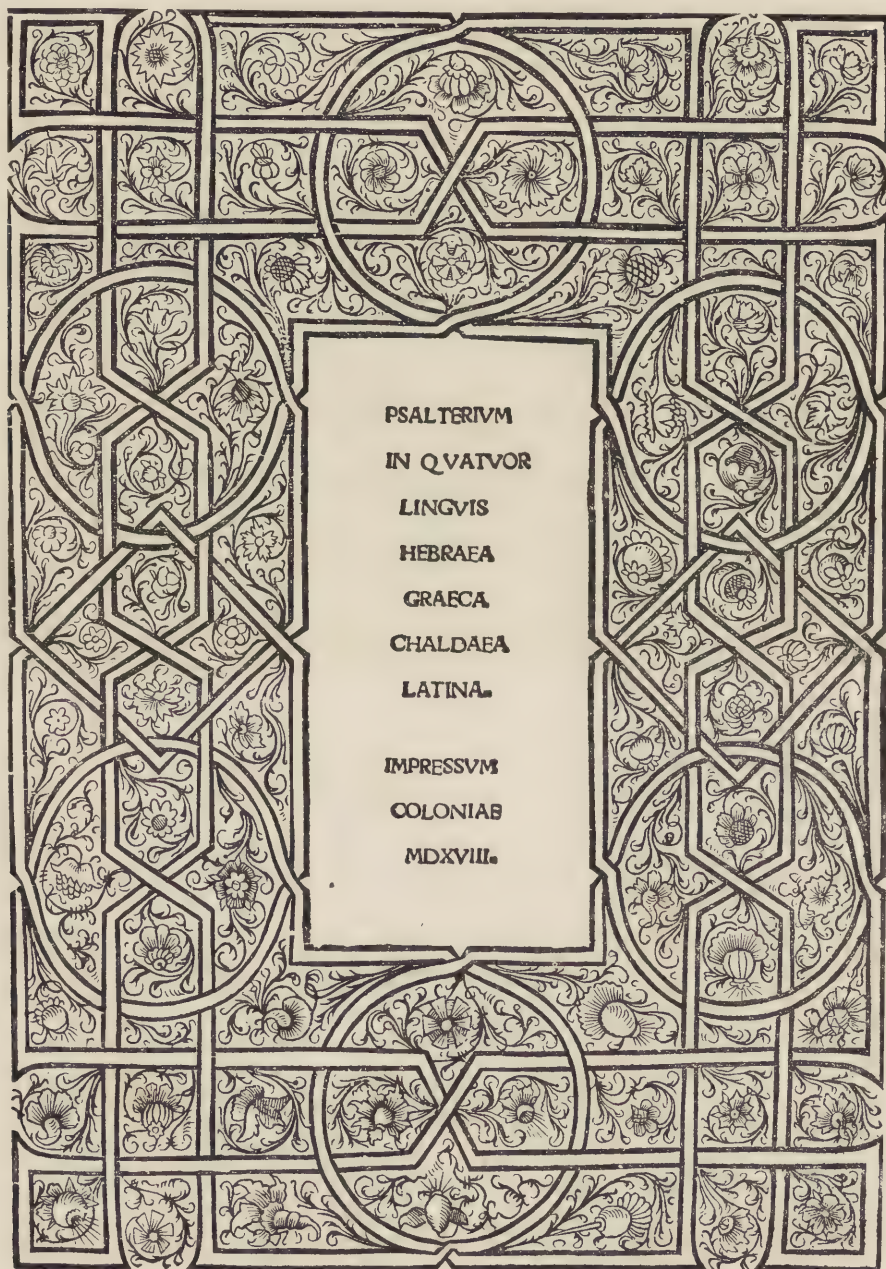 PSALTERIVM
IN QVATVOR
LINGVIS
HEBRAEA
GRAECA
CHALDAEA
LATINA.
IMPRESSVM
COLONIAE
MDXVIII.